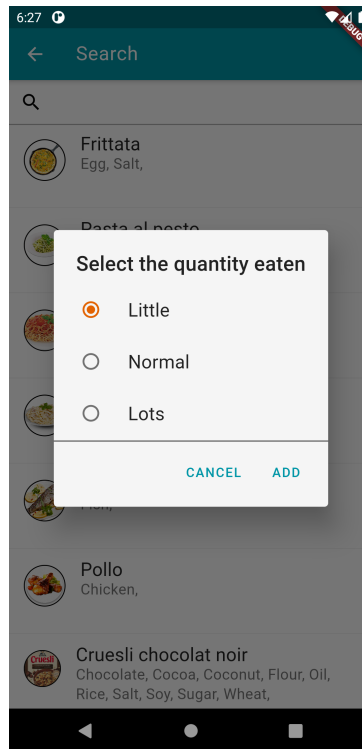 6:27
DEBUG
Search
Frittata
Egg, Salt,
Pasta al pesto
Select the quantity eaten
Little
Normal
Lots
CANCEL ADD
Pollo
Chicken,
Cruesli chocolat noir
Cruesli
Chocolate, Cocoa, Coconut, Flour, Oil,
Rice, Salt, Soy, Sugar, Wheat,